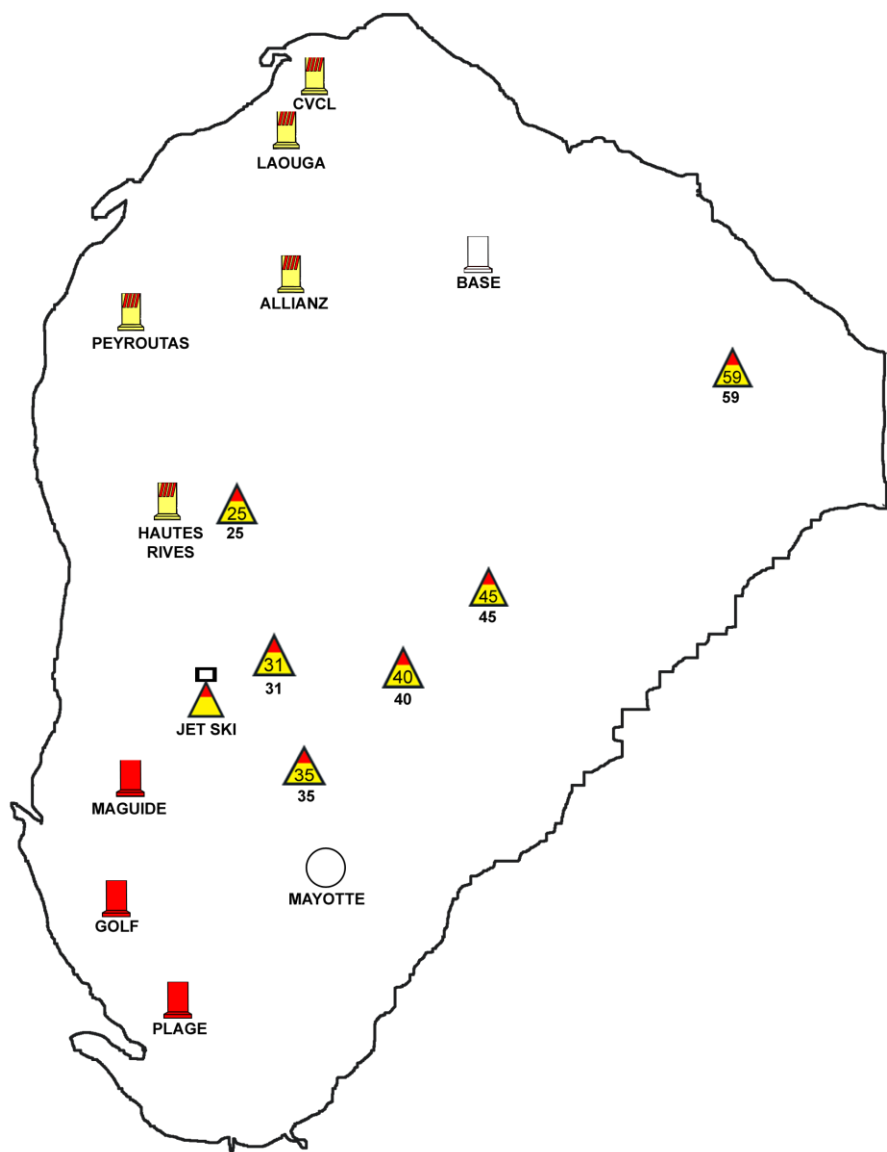 CVCL
LAOUGA
BASE
ALLIANZ
PEYROUTAS
59
59
25
HAUTES
RIVES
25
45
45
31
31
40
40
JET SKI
35
35
MAGUIDE
MAYOTTE
GOLF
PLAGE